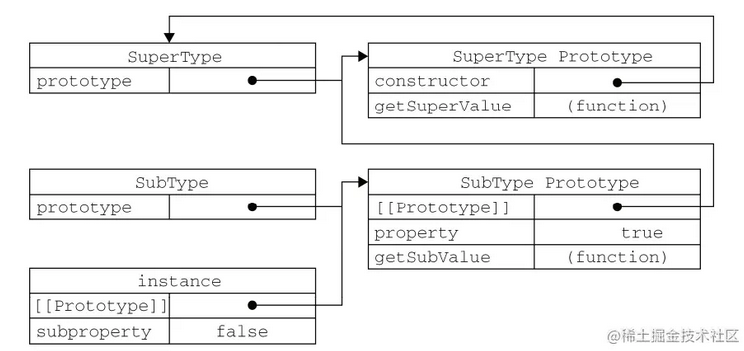 SuperType
prototype
SuperType Prototype
constructor
getSuperValue (function)
SubType
prototype
SubType Prototype
[[Prototype]]
property true
getSubValue (function)
instance
[[Prototype]]
subproperty false
@稀土掘金技术社区